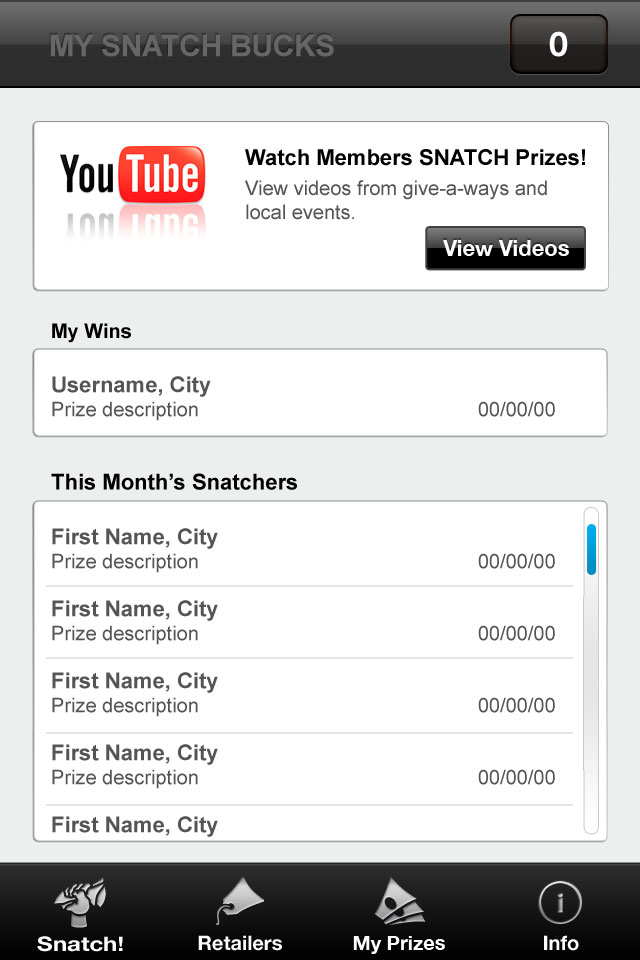 MY SNATCH BUCKS
0
You Tube
Watch Members SNATCH Prizes!
View videos from give-a-ways and
local events.
View Videos
My Wins
Username, City
Prize description 00/00/00
This Month's Snatchers
First Name, City
Prize description 00/00/00
First Name, City
Prize description 00/00/00
First Name, City
Prize description 00/00/00
First Name, City
Prize description 00/00/00
First Name, City
Snatch! Retailers My Prizes Info